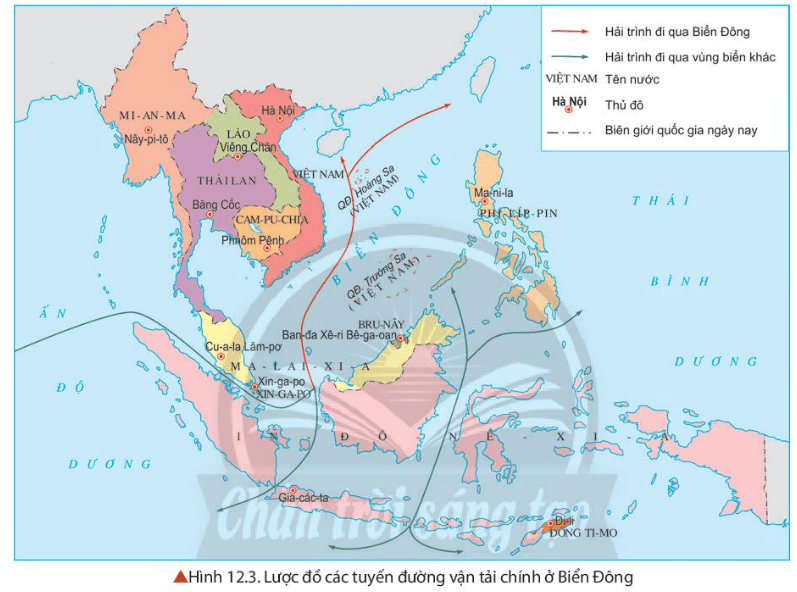 Hải trình đi qua Biển Đông
Hải trình đi qua vùng biển khác
VIỆT NAM Tên nước
Hà Nội Thủ đô
Biên giới quốc gia ngày nay
MI-AN-MA
Nây-pi-tô
Hà Nội
LÀO
Viêng Chăn
THÁI LAN
VIỆT NAM
Băng Cốc
CAM-PU-CHIA
Phnôm Pênh
QĐ. Hoàng Sa
(VIỆT NAM)
BIỂN ĐÔNG
QĐ. Trường Sa
(VIỆT NAM)
Ma-ni-la
PHI-LÍP-PIN
THÁI
BÌNH
DƯƠNG
ẤN
ĐỘ
DƯƠNG
BRU-NÂY
Ban-đa Xê-ri Bê-ga-oan
Cu-a-la Lăm-pơ
MA-LAI-XI-A
Xin-ga-po
XIN-GA-PO
IN-ĐÔ-NÊ-XI-A
Gia-các-ta
Đi-li
ĐÔNG TI-MO
Chân trời sáng tạo
▲Hình 12.3. Lược đồ các tuyến đường vận tải chính ở Biển Đông